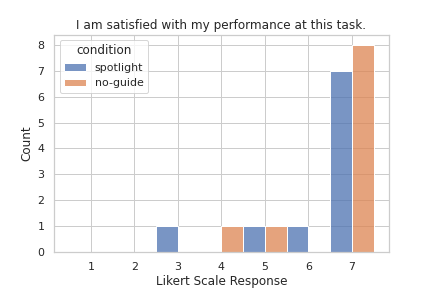 I am satisfied with my performance at this task.
condition
spotlight
no-guide
8
7
6
5
4
3
2
1
0
Count
1 2 3 4 5 6 7
Likert Scale Response